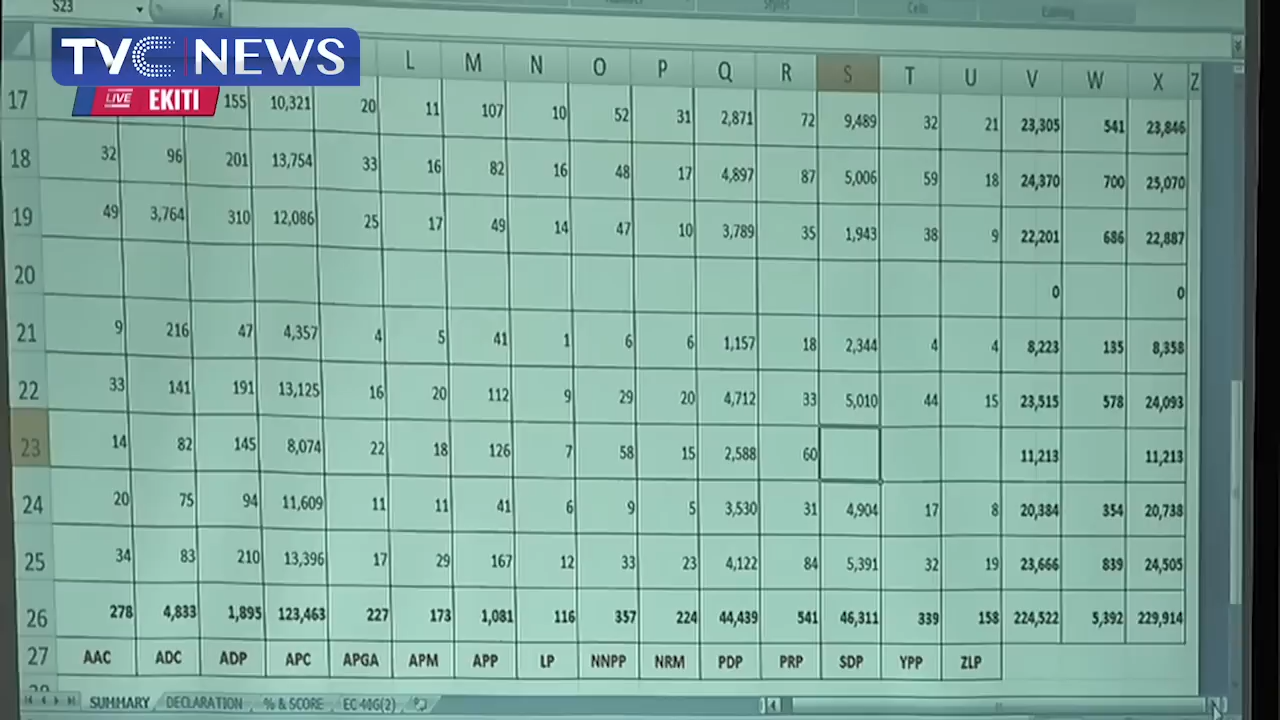 S23
fx
TVC NEWS
LIVE EKITI
L M N O P Q R S T U V W X Z
17 155 10,321 20 11 107 10 52 31 2,871 72 9,489 32 21 23,305 541 23,846
18 32 96 201 13,754 33 16 82 16 48 17 4,897 87 5,006 59 18 24,370 700 25,070
19 49 3,764 310 12,086 25 17 49 14 47 10 3,789 35 1,943 38 9 22,201 686 22,887
20 0 0
21 9 216 47 4,357 4 5 41 1 6 6 1,157 18 2,344 4 4 8,223 135 8,358
22 33 141 191 13,125 16 20 112 9 29 20 4,712 33 5,010 44 15 23,515 578 24,093
23 14 82 145 8,074 22 18 126 7 58 15 2,588 60 11,213 11,213
24 20 75 94 11,609 11 11 41 6 9 5 3,530 31 4,904 17 8 20,384 354 20,738
25 34 83 210 13,396 17 29 167 12 33 23 4,122 84 5,391 32 19 23,666 839 24,505
26 278 4,833 1,895 123,463 227 173 1,081 116 357 224 44,439 541 46,311 339 158 224,522 5,392 229,914
27 AAC ADC ADP APC APGA APM APP LP NNPP NRM PDP PRP SDP YPP ZLP
SUMMARY DECLARATION % & SCORE EC 40G(2)